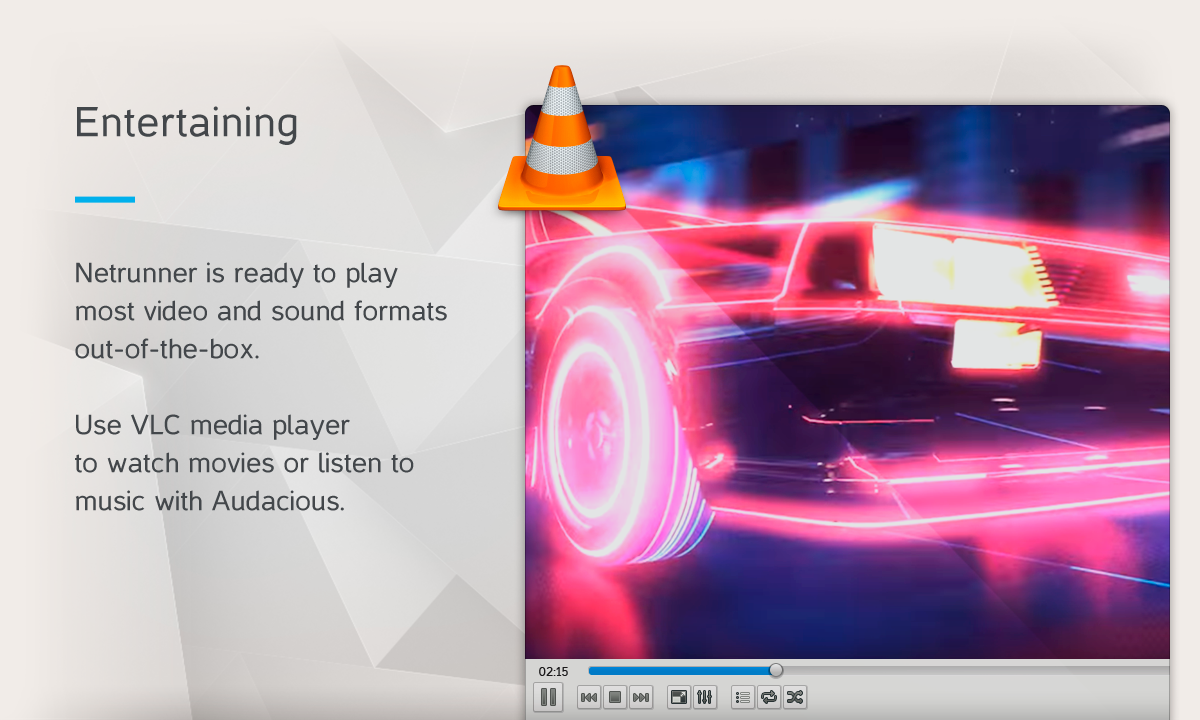 Entertaining
Netrunner is ready to play
most video and sound formats
out-of-the-box.
Use VLC media player
to watch movies or listen to
music with Audacious.
02:15